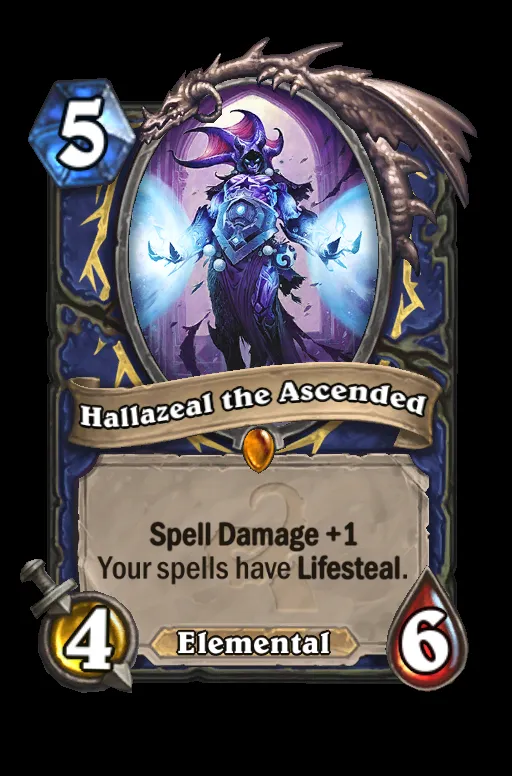 5
Hallazeal the Ascended
Spell Damage +1
Your spells have Lifesteal.
4
Elemental
6